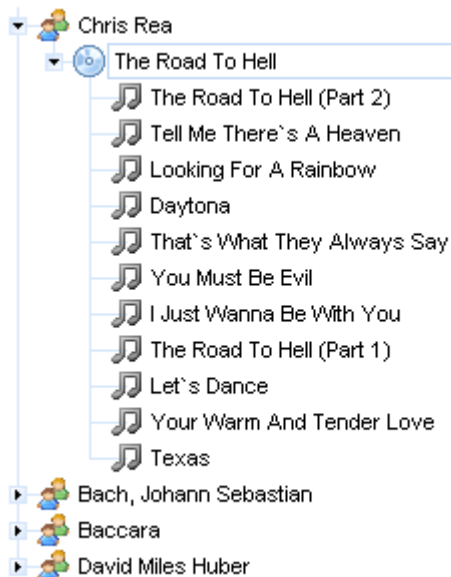 Chris Rea
The Road To Hell
The Road To Hell (Part 2)
Tell Me There`s A Heaven
Looking For A Rainbow
Daytona
That`s What They Always Say
You Must Be Evil
I Just Wanna Be With You
The Road To Hell (Part 1)
Let`s Dance
Your Warm And Tender Love
Texas
Bach, Johann Sebastian
Baccara
David Miles Huber